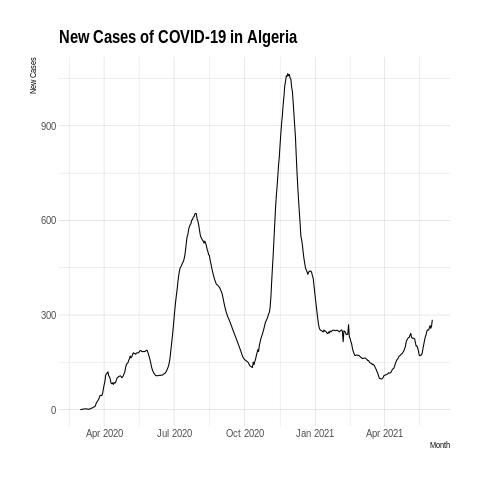 New Cases of COVID-19 in Algeria
New Cases
900
600
300
0
Apr 2020 Jul 2020 Oct 2020 Jan 2021 Apr 2021
Month